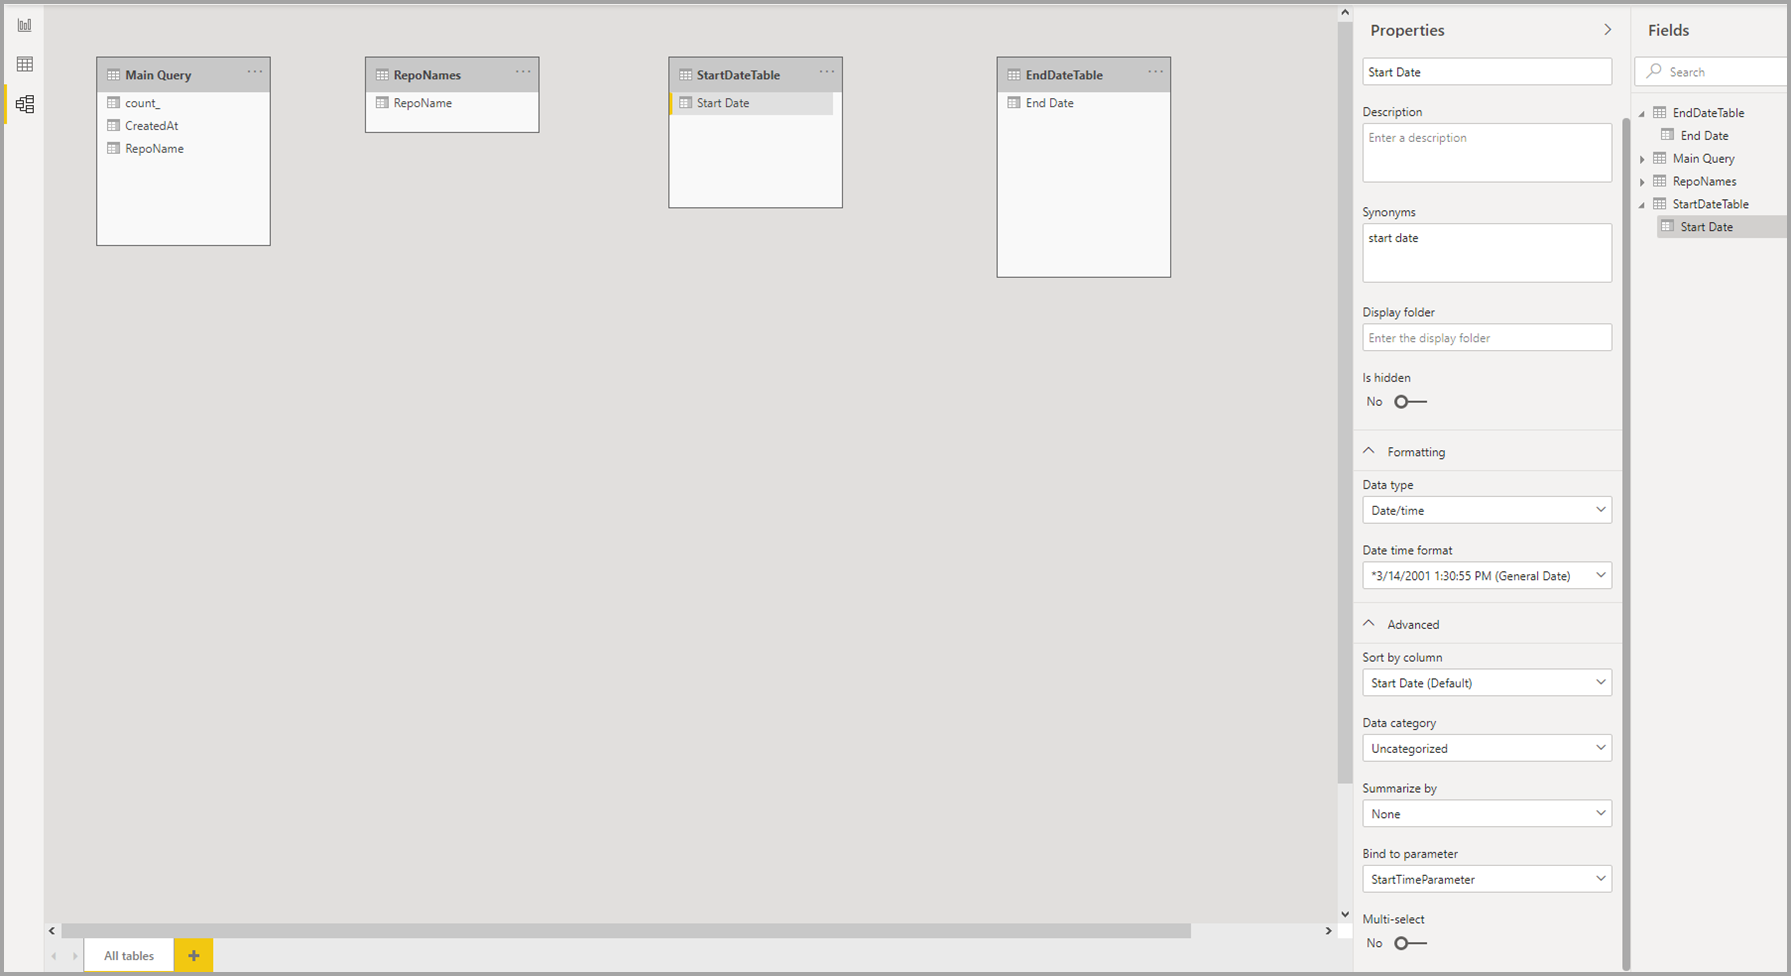 Main Query ...
count_
CreatedAt
RepoName
RepoNames ...
RepoName
StartDateTable ...
Start Date
EndDateTable ...
End Date
All tables
+
Properties
Start Date
Description
Enter a description
Synonyms
start date
Display folder
Enter the display folder
Is hidden
No
Formatting
Data type
Date/time
Date time format
*3/14/2001 1:30:55 PM (General Date)
Advanced
Sort by column
Start Date (Default)
Data category
Uncategorized
Summarize by
None
Bind to parameter
StartTimeParameter
Multi-select
No
Fields
Search
EndDateTable
End Date
Main Query
RepoNames
StartDateTable
Start Date